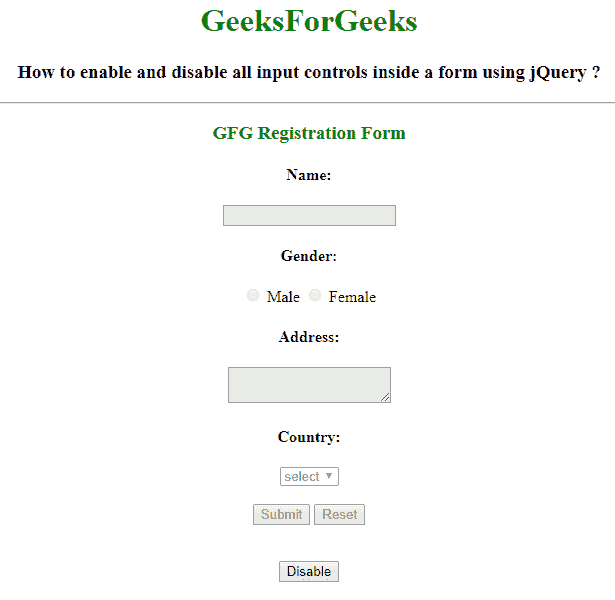 GeeksForGeeks
How to enable and disable all input controls inside a form using jQuery ?
GFG Registration Form
Name:
Gender:
Male Female
Address:
Country:
select
Submit Reset
Disable